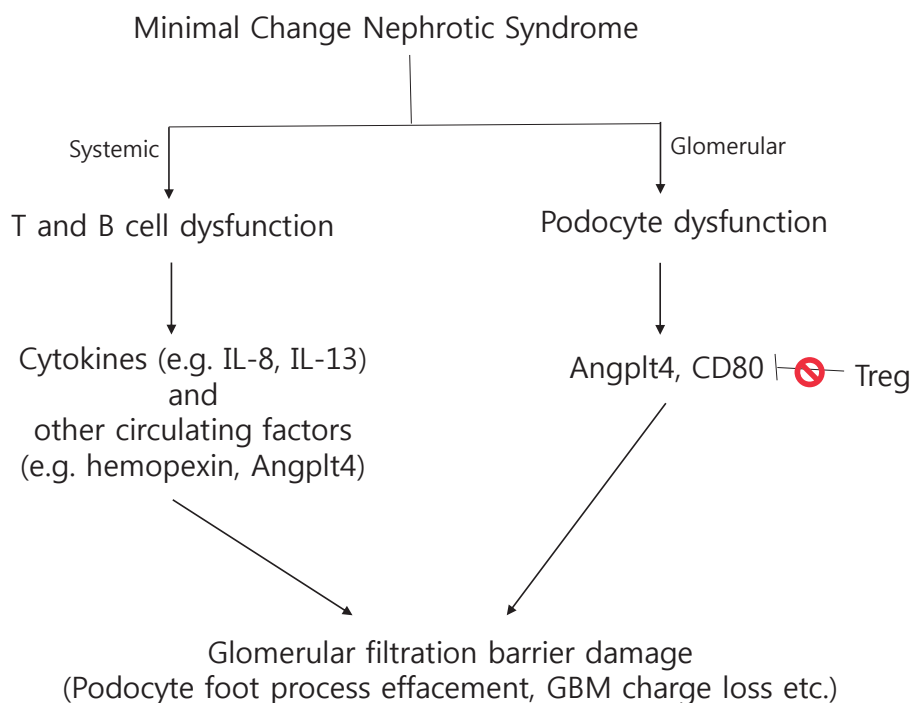 Minimal Change Nephrotic Syndrome
Systemic
Glomerular
T and B cell dysfunction
Podocyte dysfunction
Cytokines (e.g. IL-8, IL-13)
and
other circulating factors
(e.g. hemopexin, Angplt4)
Angplt4, CD80
Treg
Glomerular filtration barrier damage
(Podocyte foot process effacement, GBM charge loss etc.)